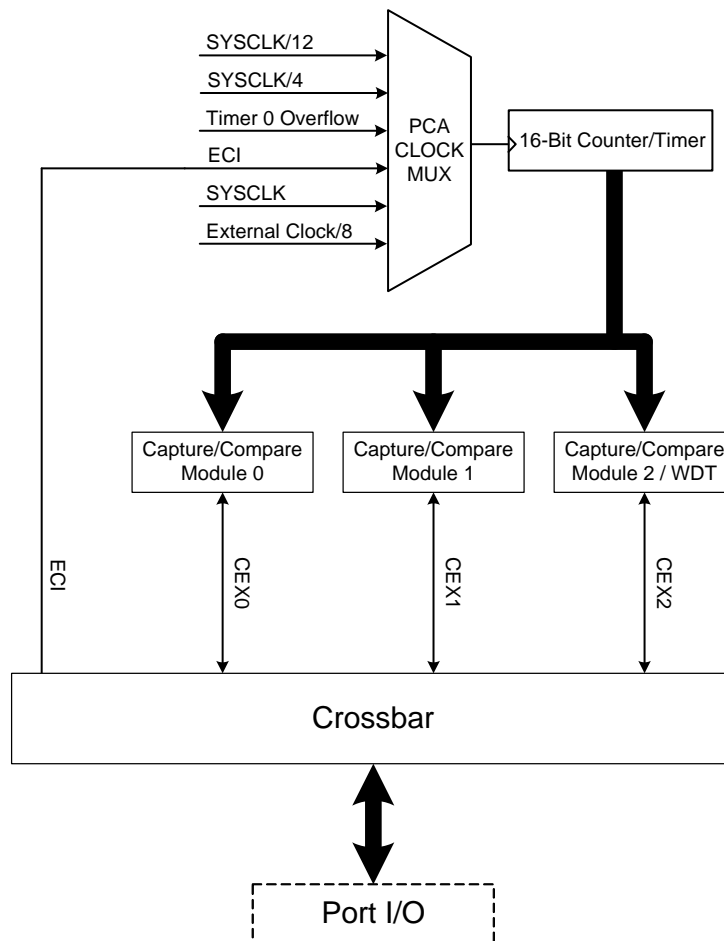 SYSCLK/12
SYSCLK/4
Timer 0 Overflow
ECI
SYSCLK
External Clock/8
PCA
CLOCK
MUX
16-Bit Counter/Timer
Capture/Compare
Module 0
Capture/Compare
Module 1
Capture/Compare
Module 2 / WDT
ECI
CEX0
CEX1
CEX2
Crossbar
Port I/O